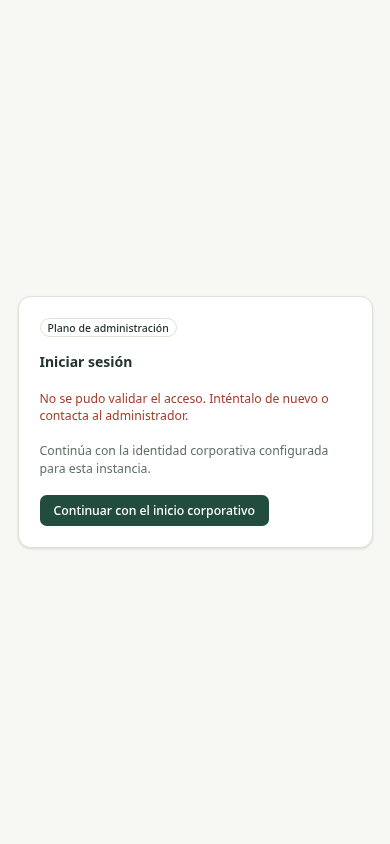 Plano de administración
Iniciar sesión
No se pudo validar el acceso. Inténtalo de nuevo o
contacta al administrador.
Continúa con la identidad corporativa configurada
para esta instancia.
Continuar con el inicio corporativo